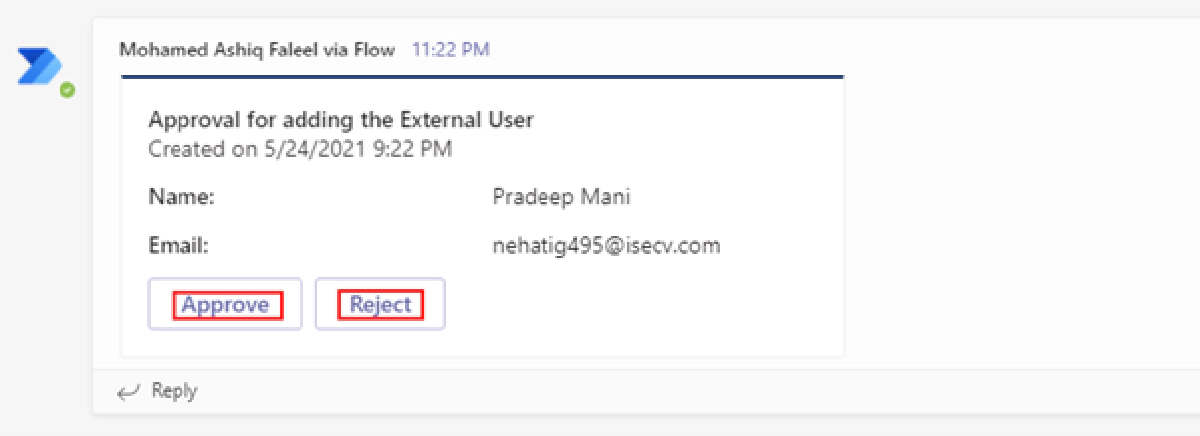 Mohamed Ashiq Faleel via Flow 11:22 PM
Approval for adding the External User
Created on 5/24/2021 9:22 PM
Name: Pradeep Mani
Email: nehatig495@isecv.com
Approve Reject
Reply